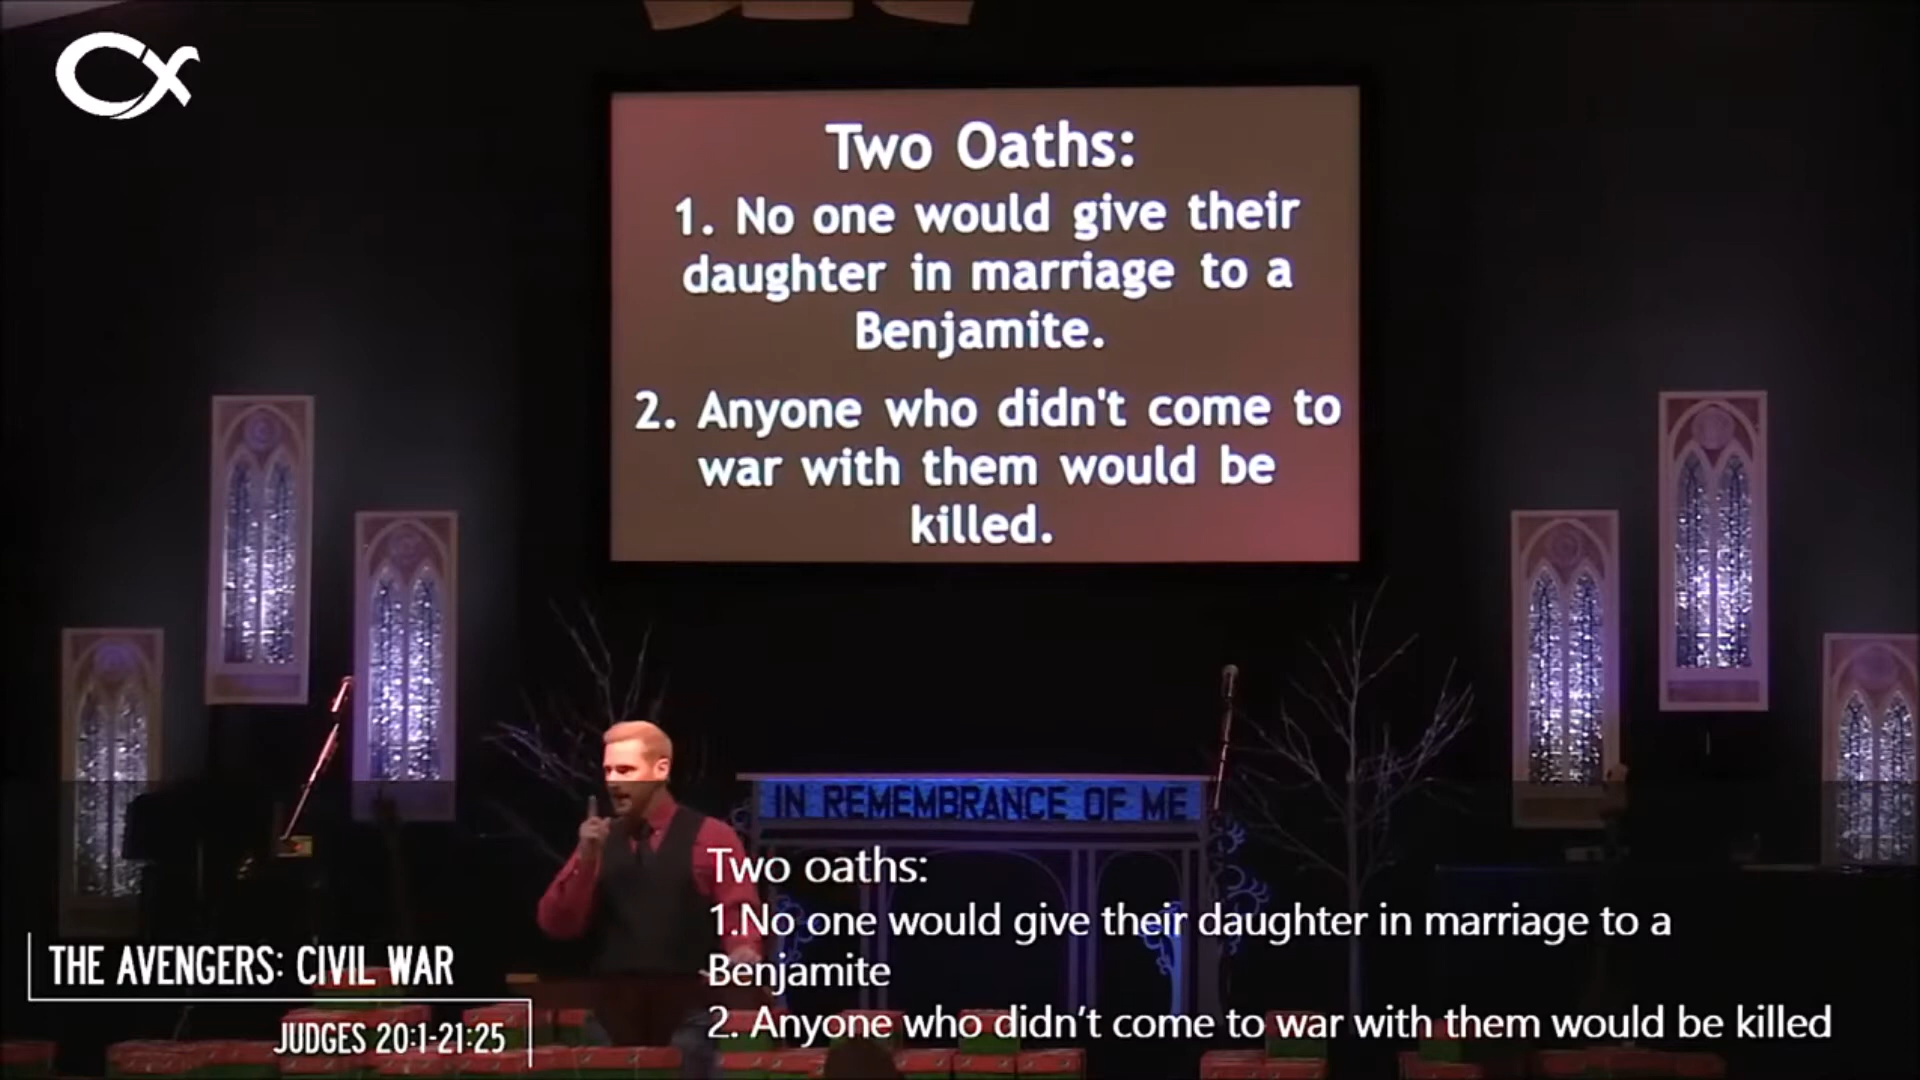 CX
Two Oaths:
1. No one would give their
daughter in marriage to a
Benjamite.
2. Anyone who didn't come to
war with them would be
killed.
IN REMEMBRANCE OF ME
Two oaths:
1.No one would give their daughter in marriage to a
Benjamite
2. Anyone who didn’t come to war with them would be killed
THE AVENGERS: CIVIL WAR
JUDGES 20:1-21:25